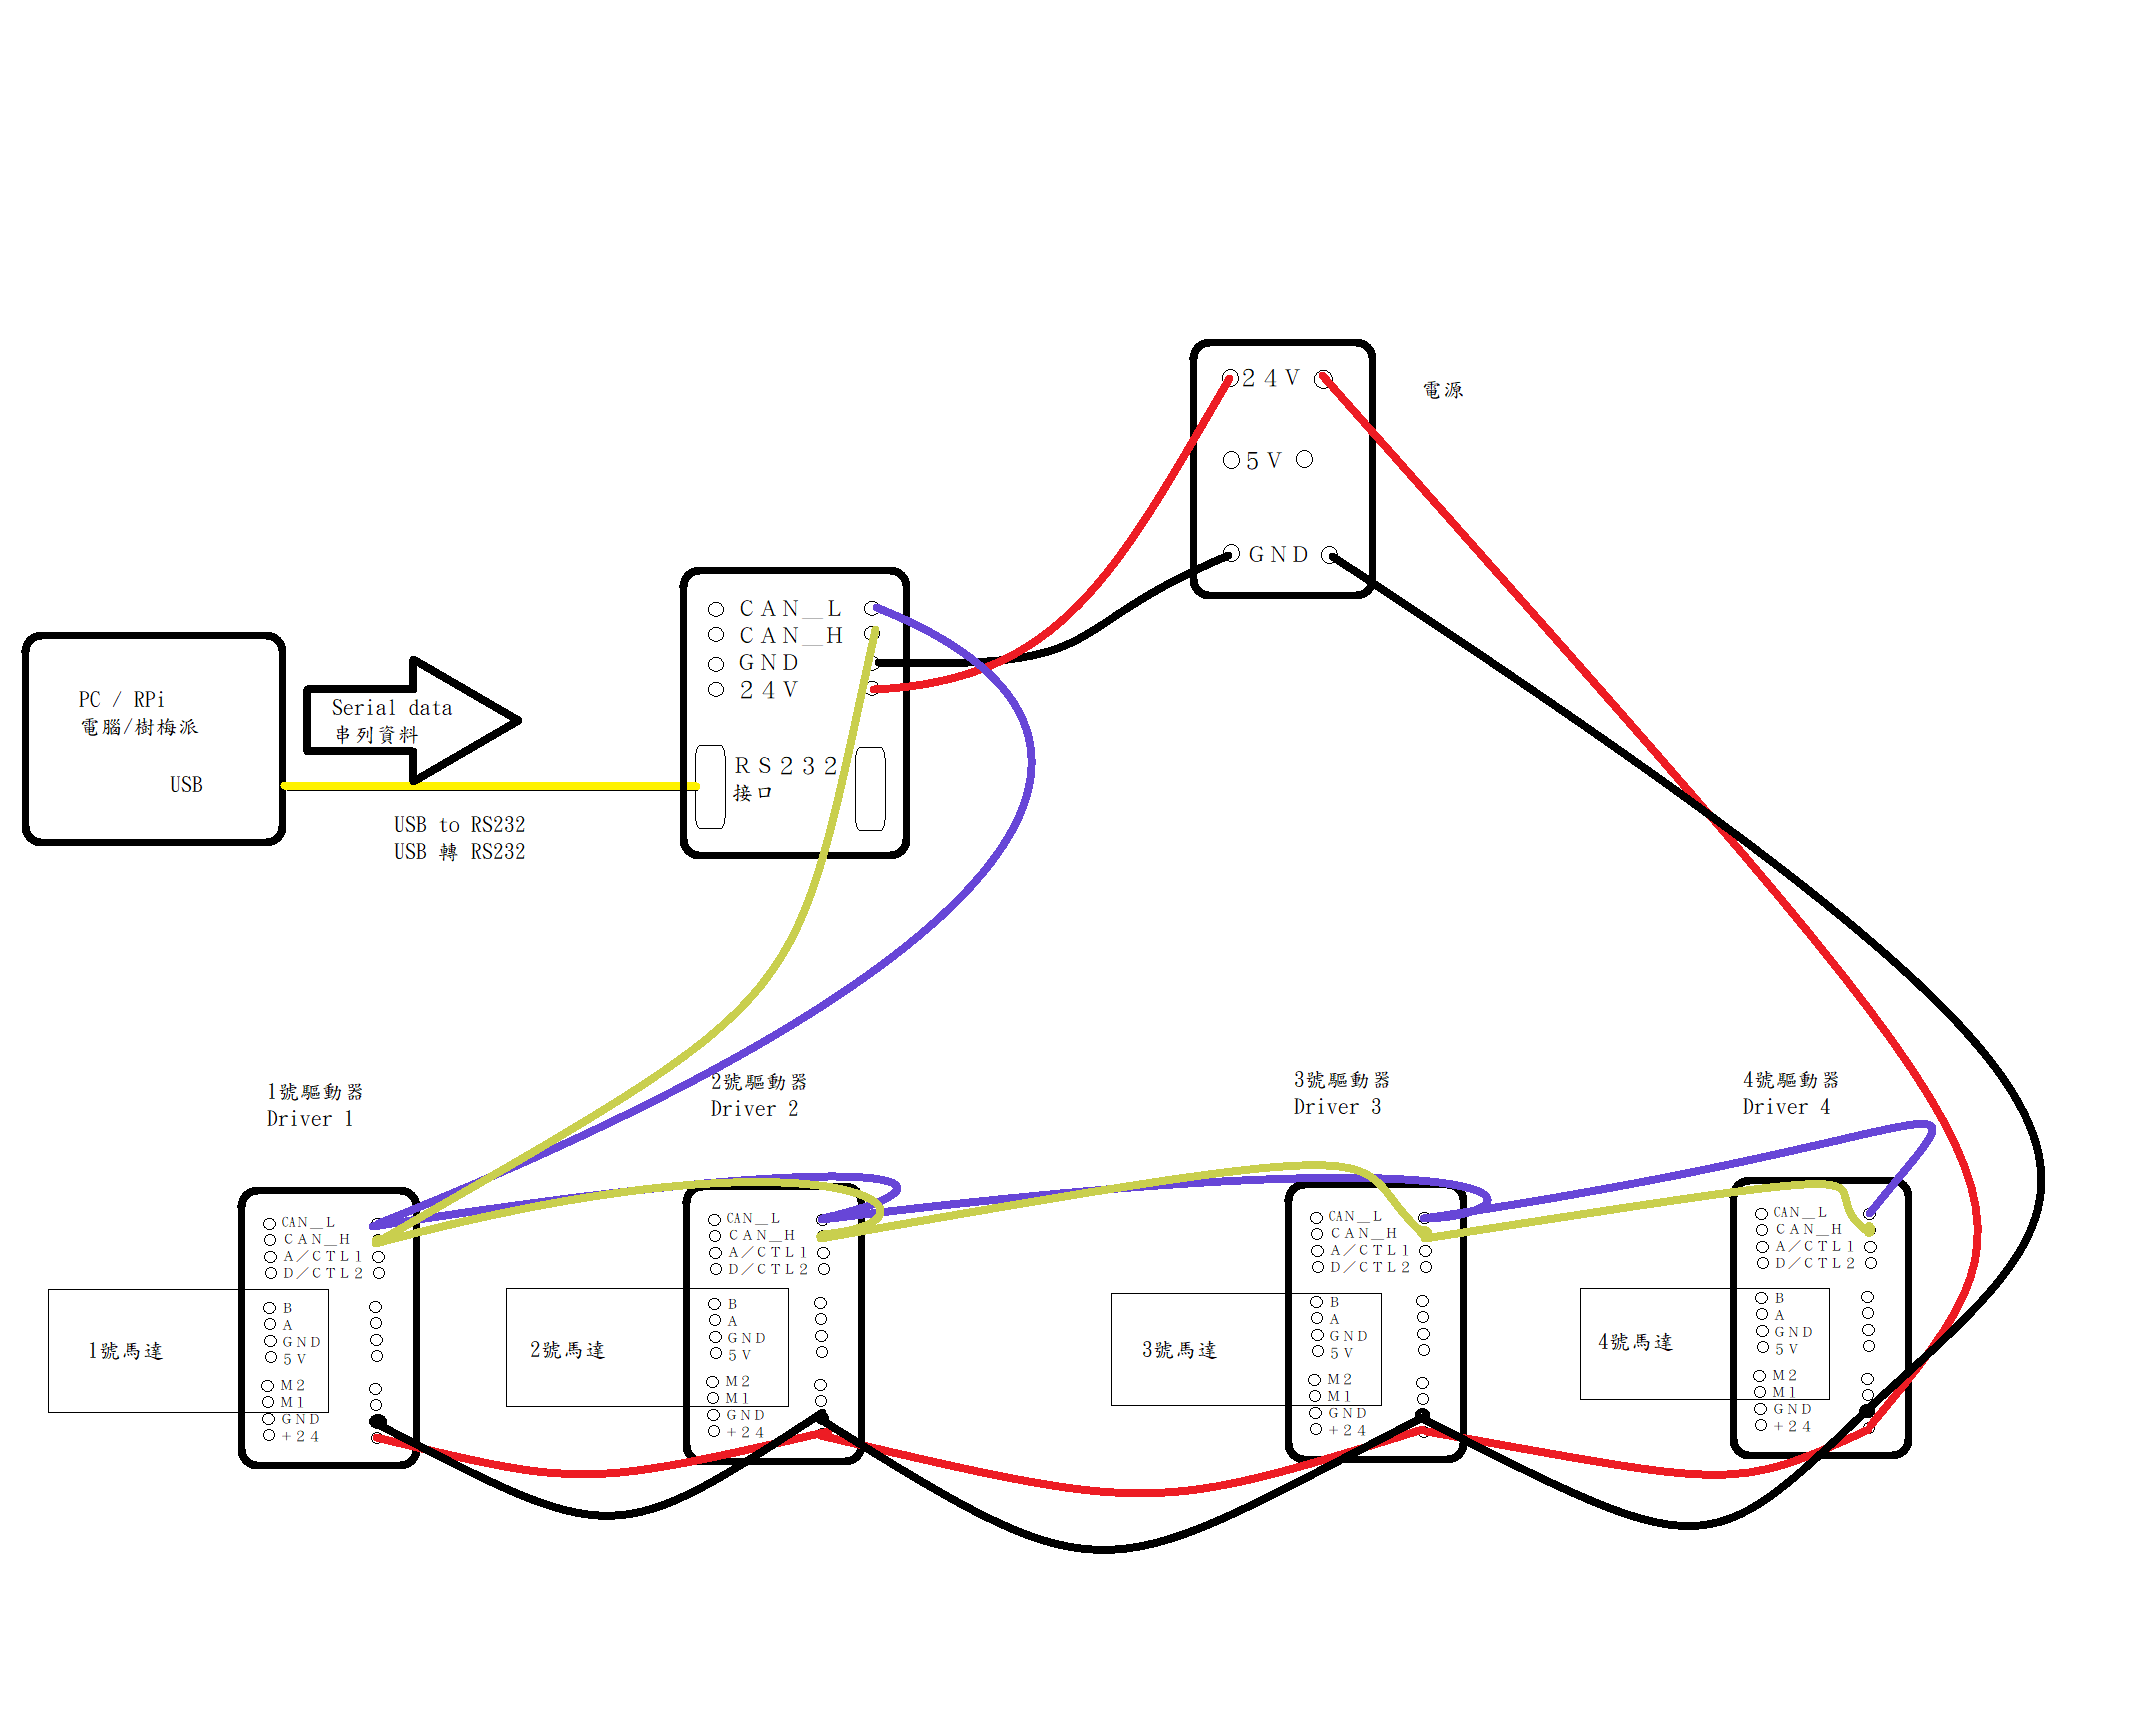 24V
電源
5V
GND
CAN_L
CAN_H
GND
24V
RS232
接口
PC / RPi
電腦/樹梅派
USB
Serial data
串列資料
USB to RS232
USB 轉 RS232
1號驅動器
Driver 1
2號驅動器
Driver 2
3號驅動器
Driver 3
4號驅動器
Driver 4
CAN_L
CAN_H
A/CTL1
D/CTL2
B
A
GND
5V
M2
M1
GND
+24
1號馬達
CAN_L
CAN_H
A/CTL1
D/CTL2
B
A
GND
5V
M2
M1
GND
+24
2號馬達
CAN_L
CAN_H
A/CTL1
D/CTL2
B
A
GND
5V
M2
M1
GND
+24
3號馬達
CAN_L
CAN_H
A/CTL1
D/CTL2
B
A
GND
5V
M2
M1
GND
+24
4號馬達